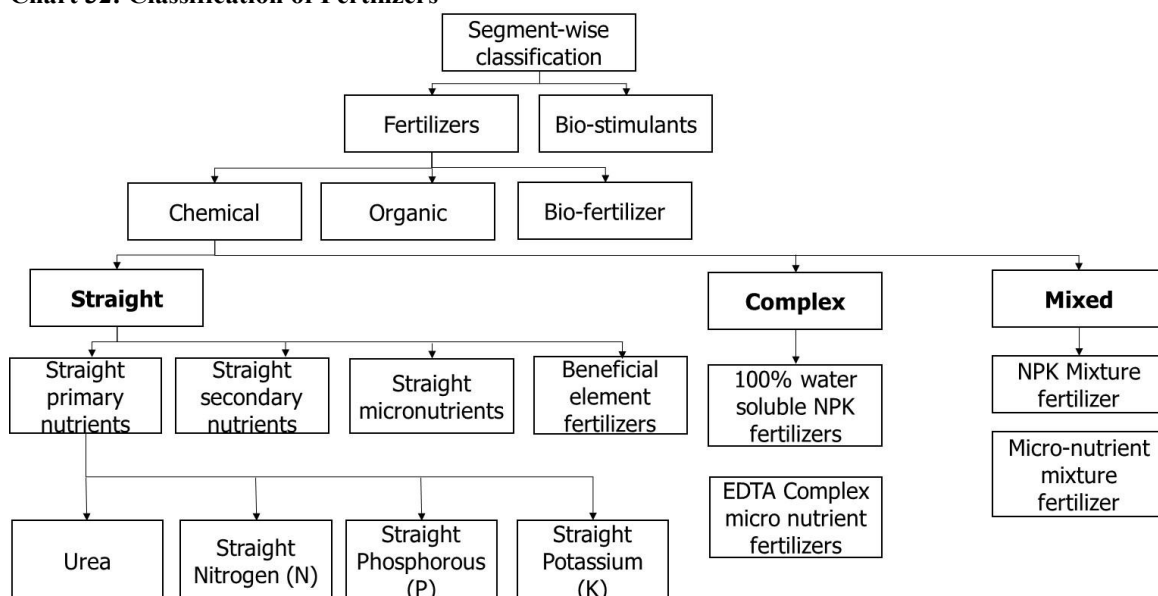 Chart 32: Classification of Fertilizers
Segment-wise
classification
Fertilizers
Bio-stimulants
Chemical
Organic
Bio-fertilizer
Straight
Complex
Mixed
Straight
primary
nutrients
Straight
secondary
nutrients
Straight
micronutrients
Beneficial
element
fertilizers
100% water
soluble NPK
fertilizers
NPK Mixture
fertilizer
Micro-nutrient
mixture
fertilizer
EDTA Complex
micro nutrient
fertilizers
Urea
Straight
Nitrogen (N)
Straight
Phosphorous
(P)
Straight
Potassium
(K)